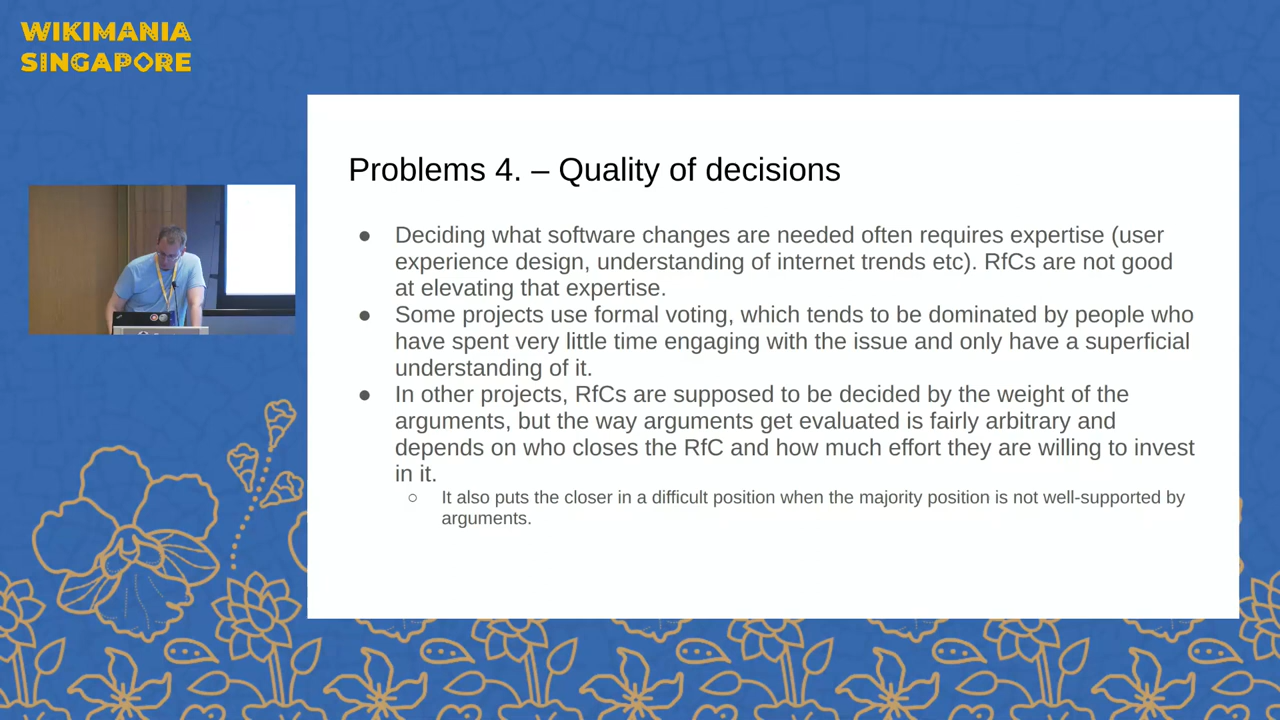 WIKIMANIA
SINGAPORE
Problems 4. – Quality of decisions
● Deciding what software changes are needed often requires expertise (user
experience design, understanding of internet trends etc). RfCs are not good
at elevating that expertise.
● Some projects use formal voting, which tends to be dominated by people who
have spent very little time engaging with the issue and only have a superficial
understanding of it.
● In other projects, RfCs are supposed to be decided by the weight of the
arguments, but the way arguments get evaluated is fairly arbitrary and
depends on who closes the RfC and how much effort they are willing to invest
in it.
○ It also puts the closer in a difficult position when the majority position is not well-supported by
arguments.